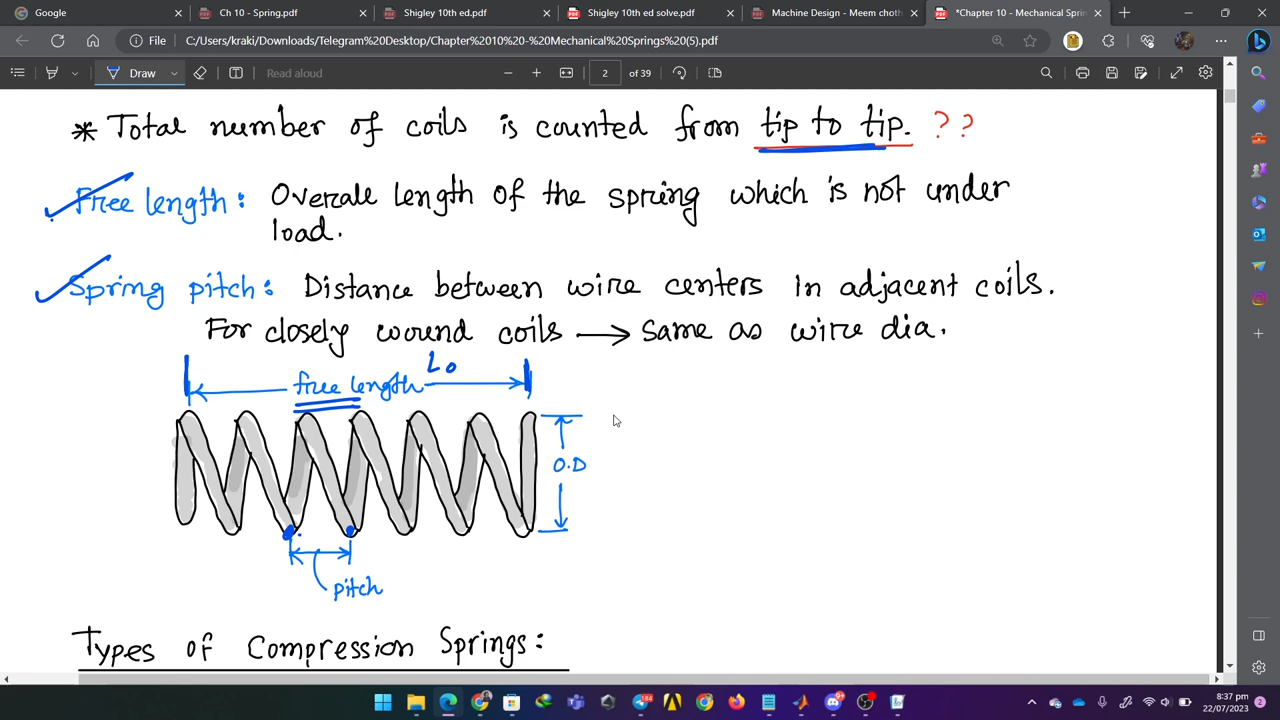 Google
Ch 10 - Spring.pdf
Shigley 10th ed.pdf
Shigley 10th ed solve.pdf
Machine Design - Meem choth
*Chapter 10 - Mechanical Sprin
File
C:/Users/kraki/Downloads/Telegram%20Desktop/Chapter%2010%20-%20Mechanical%20Springs%20(5).pdf
Draw
Read aloud
2
of 39
* Total number of coils is counted from tip to tip. ??
Free length: Overall length of the spring which is not under
load.
Spring pitch: Distance between wire centers in adjacent coils.
For closely wound coils → same as wire dia.
L₀
free length
O.D
pitch
Types of Compression Springs:
184
8:37 pm
22/07/2023
2